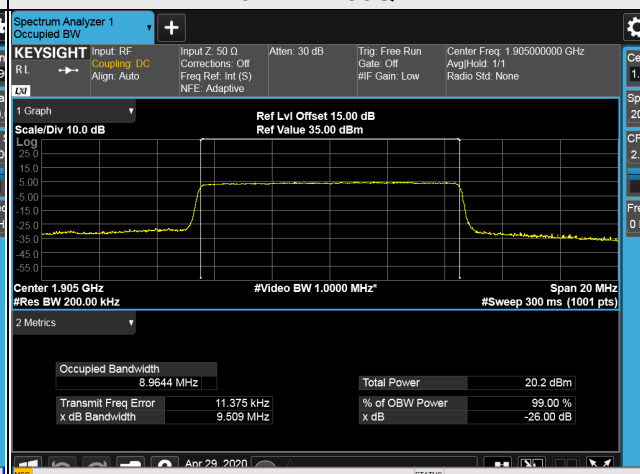 Spectrum Analyzer 1
Occupied BW
KEYSIGHT
RL
LXI
Input: RF
Coupling: DC
Align: Auto
Input Z: 50 Ω
Corrections: Off
Freq Ref: Int (S)
NFE: Adaptive
Atten: 30 dB
Trig: Free Run
Gate: Off
#IF Gain: Low
Center Freq: 1.905000000 GHz
Avg|Hold: 1/1
Radio Std: None
1 Graph
Scale/Div 10.0 dB
Ref Lvl Offset 15.00 dB
Ref Value 35.00 dBm
Log
25.0
15.0
5.00
-5.00
-15.0
-25.0
-35.0
-45.0
-55.0
Center 1.905 GHz
#Video BW 1.0000 MHz*
Span 20 MHz
#Res BW 200.00 kHz
#Sweep 300 ms (1001 pts)
2 Metrics
Occupied Bandwidth
8.9644 MHz
Total Power 20.2 dBm
Transmit Freq Error 11.375 kHz
% of OBW Power 99.00 %
x dB Bandwidth 9.509 MHz
x dB -26.00 dB
Apr 29, 2020
MSG
STATUS